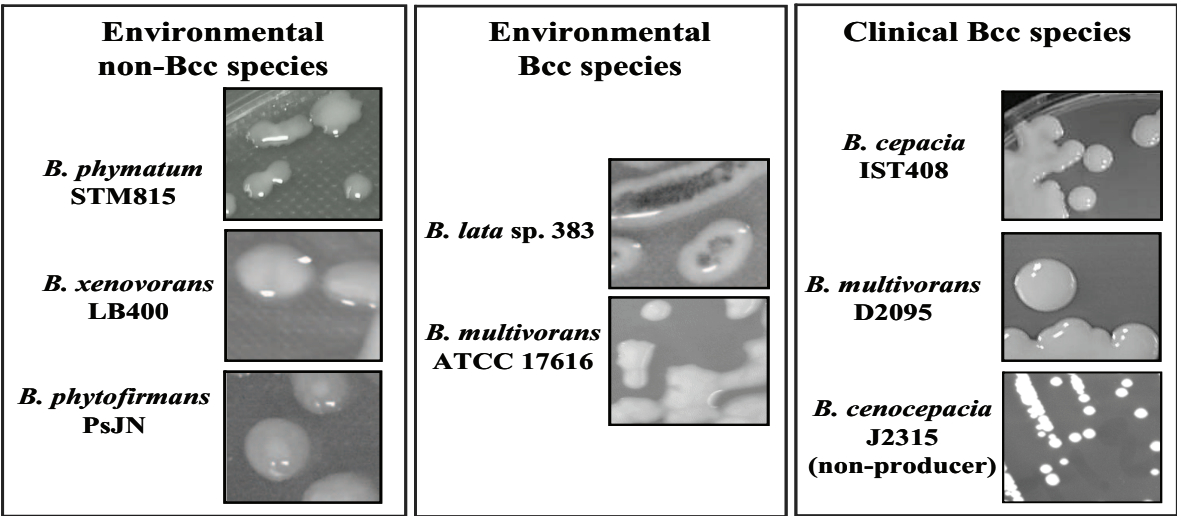 Environmental
non-Bcc species
B. phymatum
STM815
B. xenovorans
LB400
B. phytofirmans
PsJN
Environmental
Bcc species
B. lata sp. 383
B. multivorans
ATCC 17616
Clinical Bcc species
B. cepacia
IST408
B. multivorans
D2095
B. cenocepacia
J2315
(non-producer)